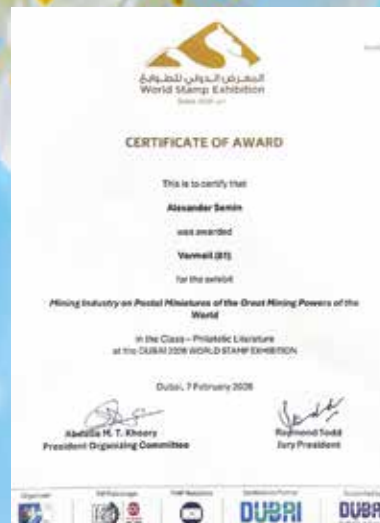 المعرض الدولي للطوابع
World Stamp Exhibition
CERTIFICATE OF AWARD
This is to certify that
Alexander Semin
was awarded
Vermeil (81)
for the exhibit
Mining Industry on Postal Miniatures of the Great Mining Powers of the
World
in the Class – Philatelic Literature
at the DUBAI 2026 WORLD STAMP EXHIBITION
Dubai, 7 February 2026
Abdulla M. T. Khoory
President Organizing Committee
Raymond Todd
Jury President
DUBAI